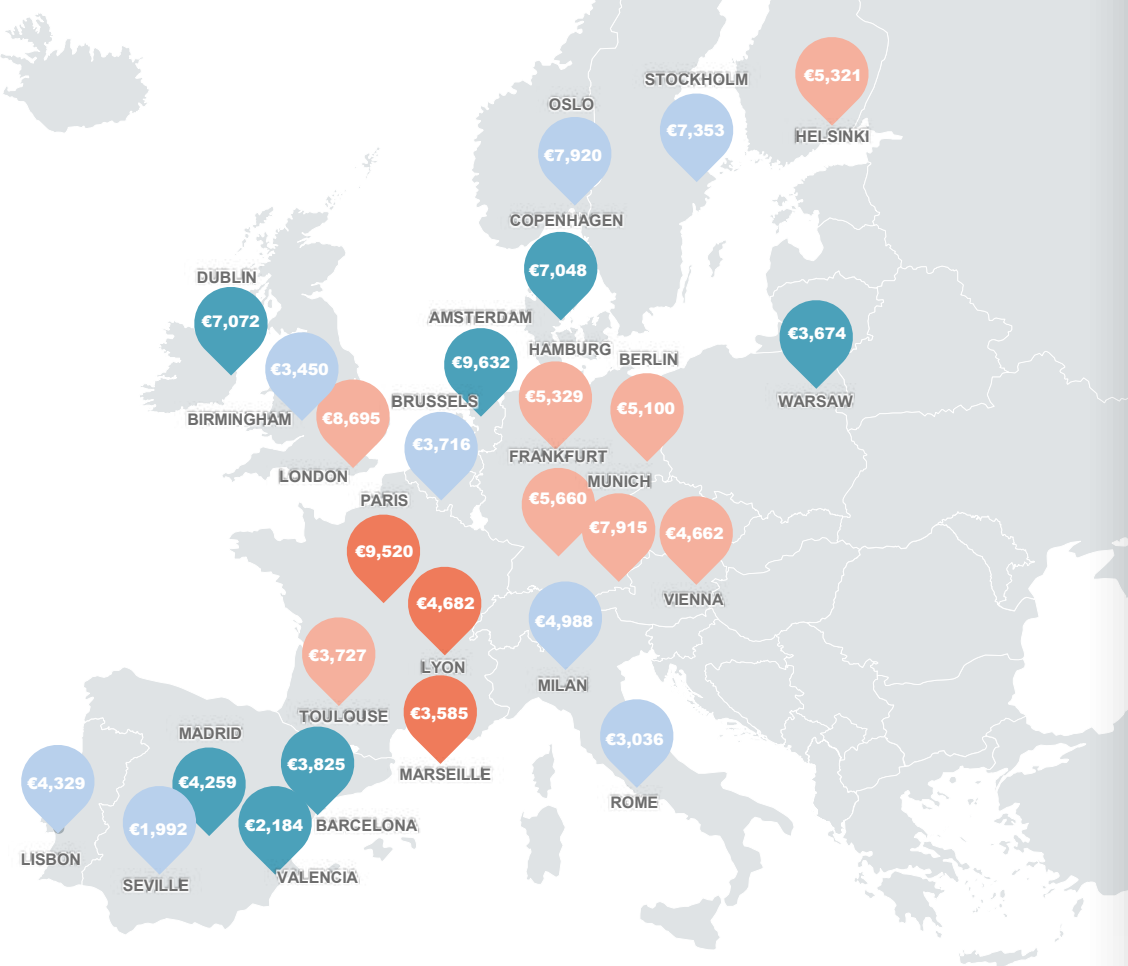 €5,321
HELSINKI
STOCKHOLM
€7,353
OSLO
€7,920
COPENHAGEN
€7,048
DUBLIN
€7,072
AMSTERDAM
€9,632
€3,674
WARSAW
HAMBURG
€5,329
BERLIN
€5,100
€3,450
BIRMINGHAM
€8,695
LONDON
BRUSSELS
€3,716
FRANKFURT
€5,660
MUNICH
€7,915
€4,662
VIENNA
PARIS
€9,520
€4,682
LYON
€4,988
MILAN
€3,727
TOULOUSE
€3,585
MARSEILLE
€3,036
ROME
MADRID
€4,259
€3,825
BARCELONA
€4,329
LISBON
€1,992
SEVILLE
€2,184
VALENCIA